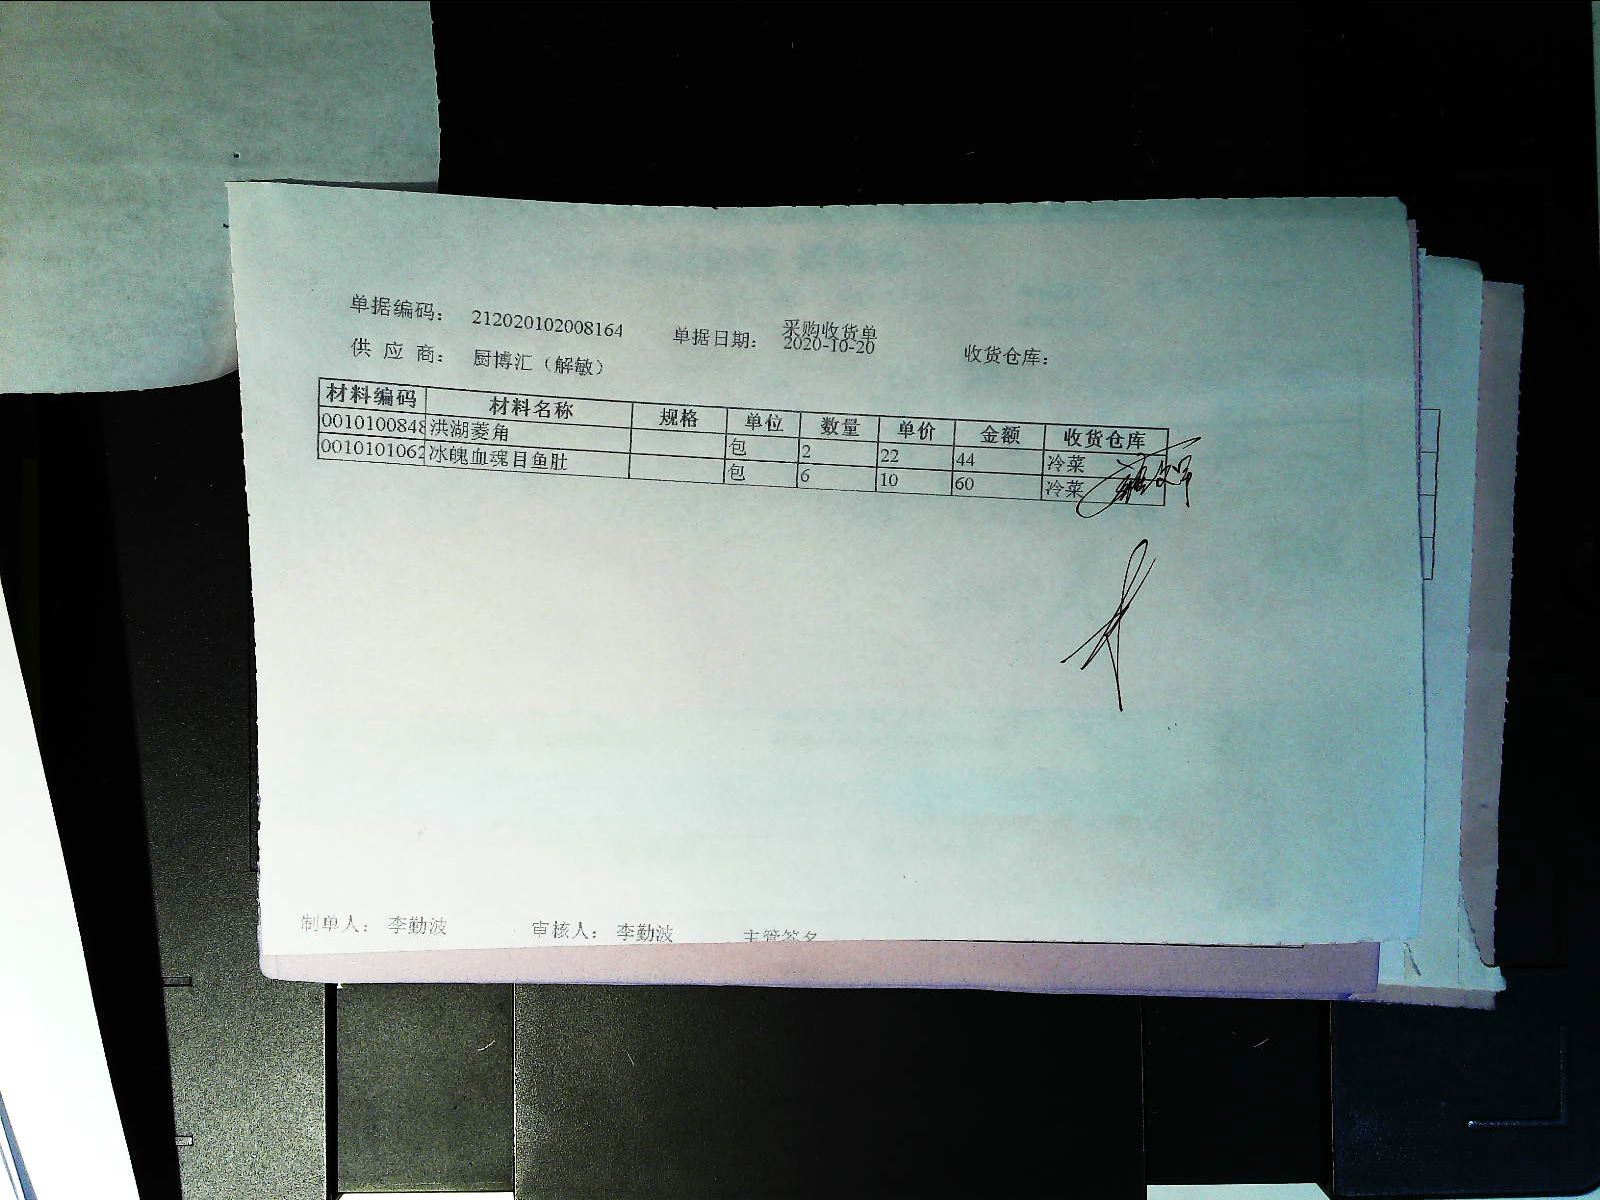 采购收货单
单据编码： 212020102008164 单据日期： 2020-10-20 收货仓库：
供 应 商： 厨博汇（解敏）
材料编码 材料名称 规格 单位 数量 单价 金额 收货仓库
0010100848 洪湖菱角 包 2 22 44 冷菜
0010101062 冰魄血魂目鱼肚 包 6 10 60 冷菜
制单人： 李勤波 审核人： 李勤波 主管签名